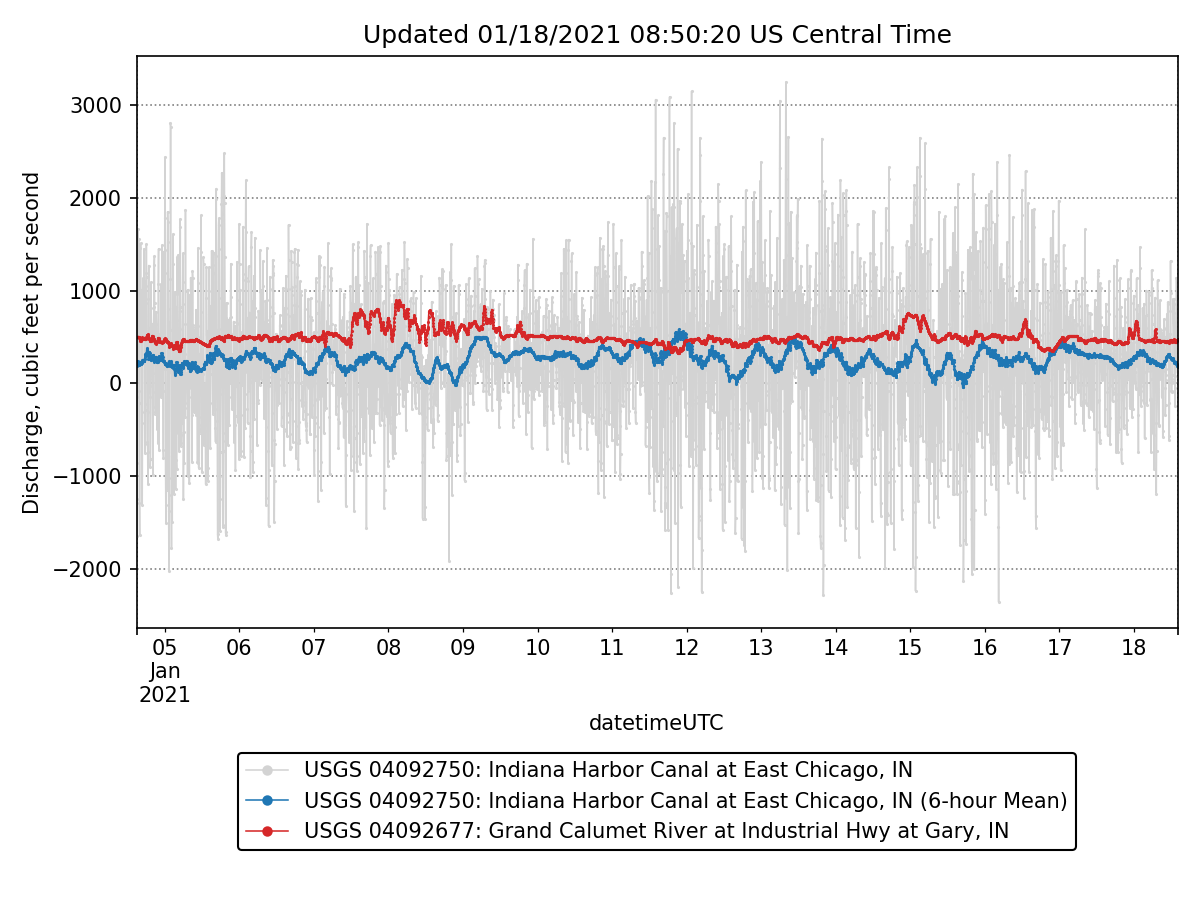 Updated 01/18/2021 08:50:20 US Central Time
Discharge, cubic feet per second
3000
2000
1000
0
−1000
−2000
05 06 07 08 09 10 11 12 13 14 15 16 17 18
Jan
2021
datetimeUTC
USGS 04092750: Indiana Harbor Canal at East Chicago, IN
USGS 04092750: Indiana Harbor Canal at East Chicago, IN (6-hour Mean)
USGS 04092677: Grand Calumet River at Industrial Hwy at Gary, IN